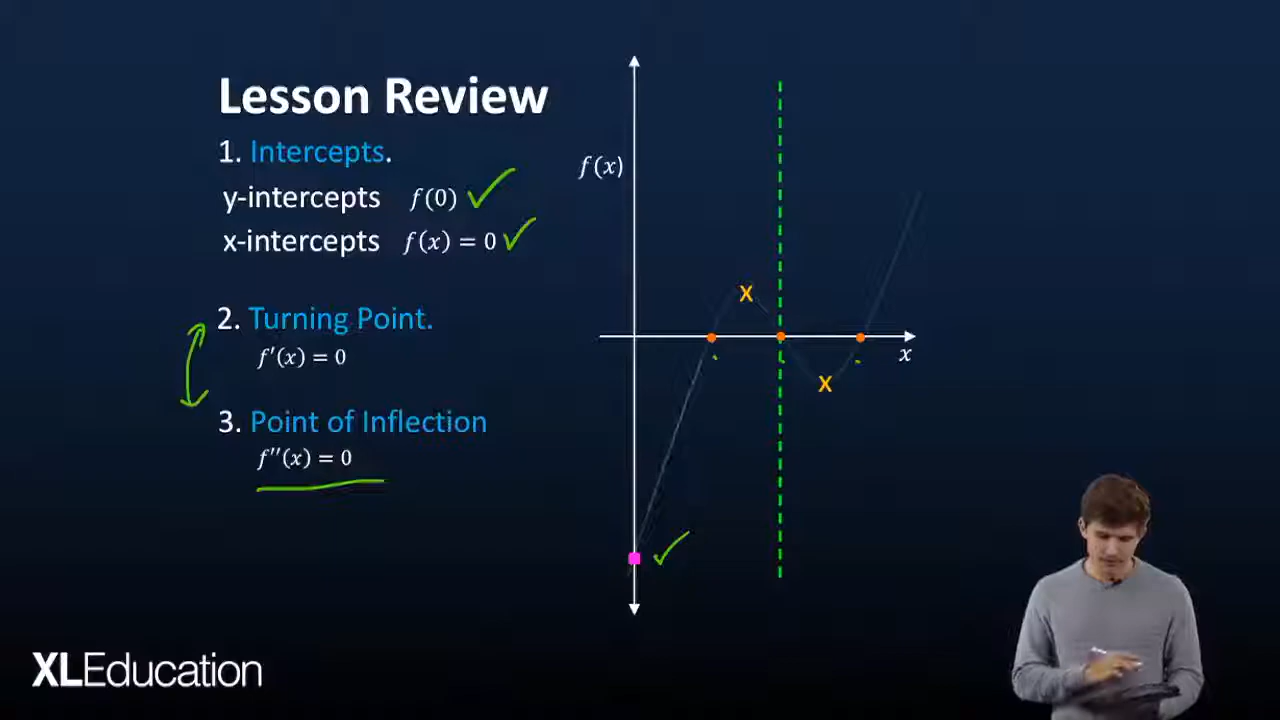 Lesson Review
1. Intercepts.
y-intercepts f(0)
x-intercepts f(x) = 0
2. Turning Point.
f′(x) = 0
3. Point of Inflection
f″(x) = 0
f(x)
X
X
x
XLEducation